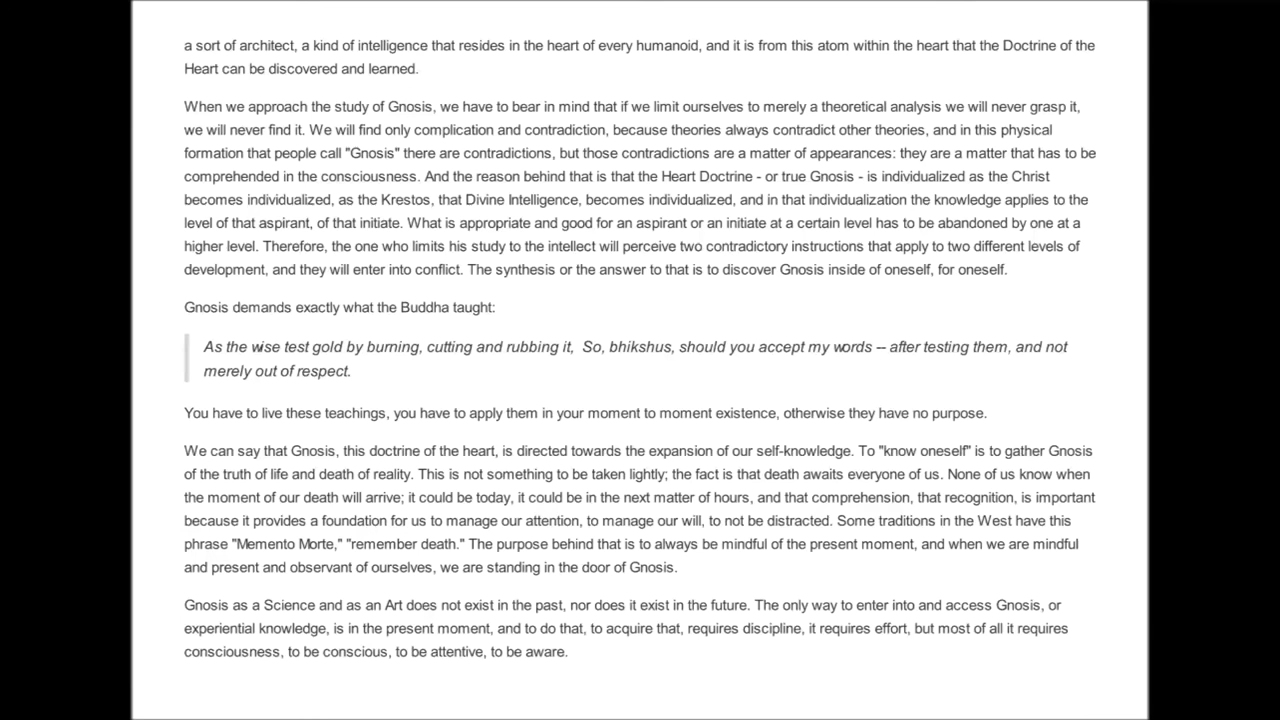 a sort of architect, a kind of intelligence that resides in the heart of every humanoid, and it is from this atom within the heart that the Doctrine of the
Heart can be discovered and learned.
When we approach the study of Gnosis, we have to bear in mind that if we limit ourselves to merely a theoretical analysis we will never grasp it,
we will never find it. We will find only complication and contradiction, because theories always contradict other theories, and in this physical
formation that people call "Gnosis" there are contradictions, but those contradictions are a matter of appearances: they are a matter that has to be
comprehended in the consciousness. And the reason behind that is that the Heart Doctrine - or true Gnosis - is individualized as the Christ
becomes individualized, as the Krestos, that Divine Intelligence, becomes individualized, and in that individualization the knowledge applies to the
level of that aspirant, of that initiate. What is appropriate and good for an aspirant or an initiate at a certain level has to be abandoned by one at a
higher level. Therefore, the one who limits his study to the intellect will perceive two contradictory instructions that apply to two different levels of
development, and they will enter into conflict. The synthesis or the answer to that is to discover Gnosis inside of oneself, for oneself.
Gnosis demands exactly what the Buddha taught:
As the wise test gold by burning, cutting and rubbing it, So, bhikshus, should you accept my words -- after testing them, and not
merely out of respect.
You have to live these teachings, you have to apply them in your moment to moment existence, otherwise they have no purpose.
We can say that Gnosis, this doctrine of the heart, is directed towards the expansion of our self-knowledge. To "know oneself" is to gather Gnosis
of the truth of life and death of reality. This is not something to be taken lightly; the fact is that death awaits everyone of us. None of us know when
the moment of our death will arrive; it could be today, it could be in the next matter of hours, and that comprehension, that recognition, is important
because it provides a foundation for us to manage our attention, to manage our will, to not be distracted. Some traditions in the West have this
phrase "Memento Morte," "remember death." The purpose behind that is to always be mindful of the present moment, and when we are mindful
and present and observant of ourselves, we are standing in the door of Gnosis.
Gnosis as a Science and as an Art does not exist in the past, nor does it exist in the future. The only way to enter into and access Gnosis, or
experiential knowledge, is in the present moment, and to do that, to acquire that, requires discipline, it requires effort, but most of all it requires
consciousness, to be conscious, to be attentive, to be aware.